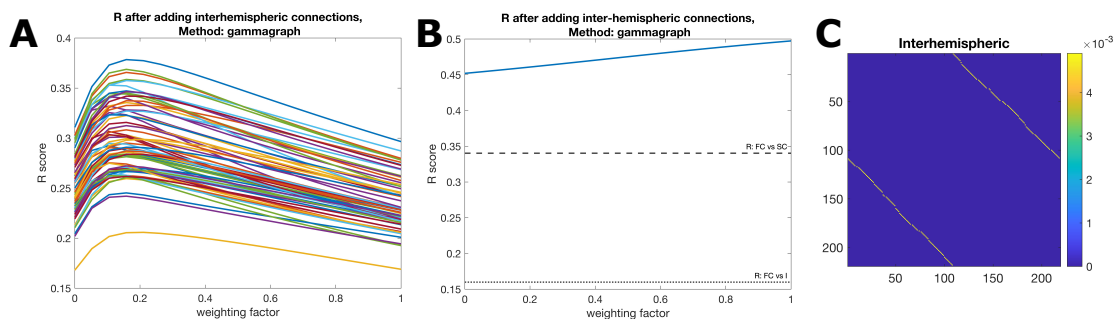 A
R after adding interhemispheric connections,
Method: gammagraph
0.4
0.35
0.3
0.25
0.2
0.15
R score
0
0.2
0.4
0.6
0.8
1
weighting factor
B
R after adding inter-hemispheric connections,
Method: gammagraph
0.5
0.45
0.4
0.35
0.3
0.25
0.2
0.15
R score
R: FC vs SC
R: FC vs I
0
0.2
0.4
0.6
0.8
1
weighting factor
C
Interhemispheric
×10⁻³
50
100
150
200
50
100
150
200
4
3
2
1
0